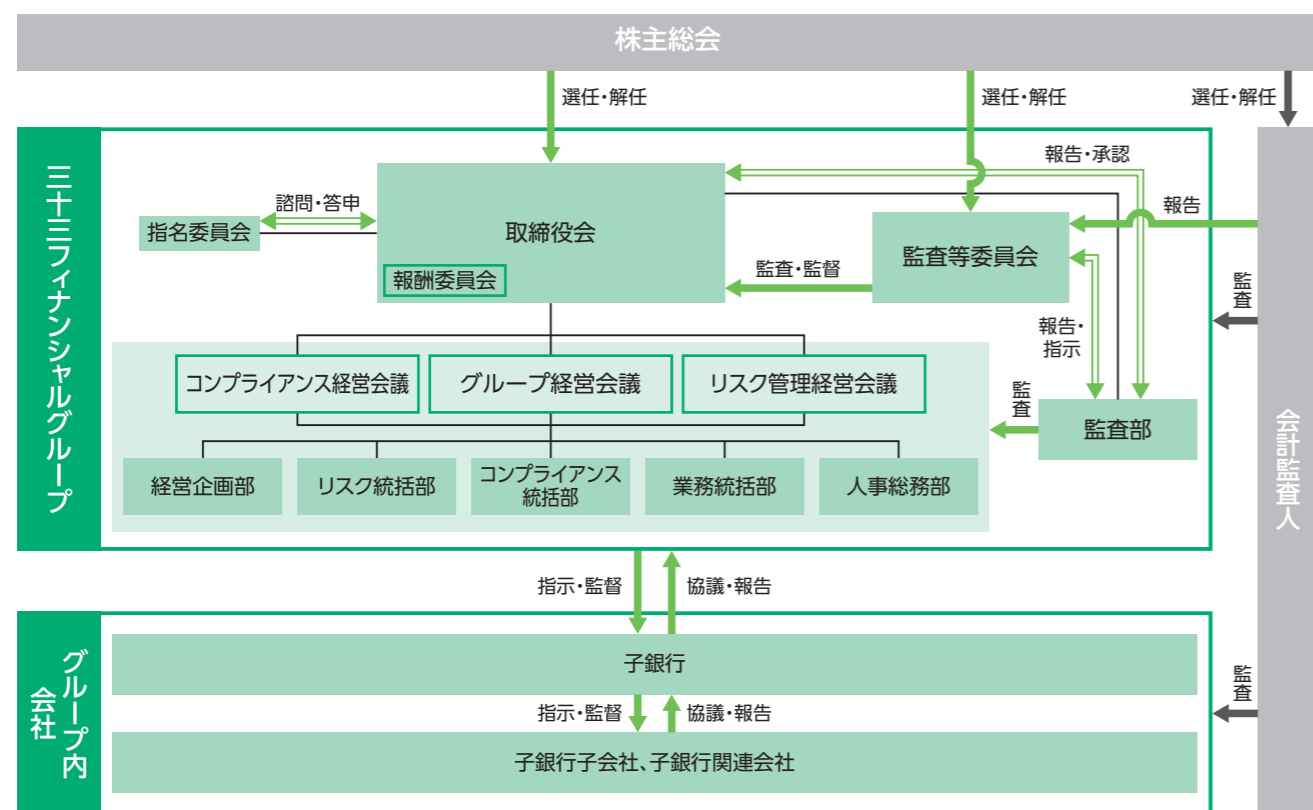 株主総会
選任・解任
選任・解任
選任・解任
三十三フィナンシャルグループ
報告・承認
諮問・答申
指名委員会
取締役会
報酬委員会
監査・監督
監査等委員会
報告
監査
報告・
指示
コンプライアンス経営会議
グループ経営会議
リスク管理経営会議
監査
監査部
会計監査人
経営企画部
リスク統括部
コンプライアンス
統括部
業務統括部
人事総務部
指示・監督
協議・報告
グループ内
会社
子銀行
監査
指示・監督
協議・報告
子銀行子会社、子銀行関連会社